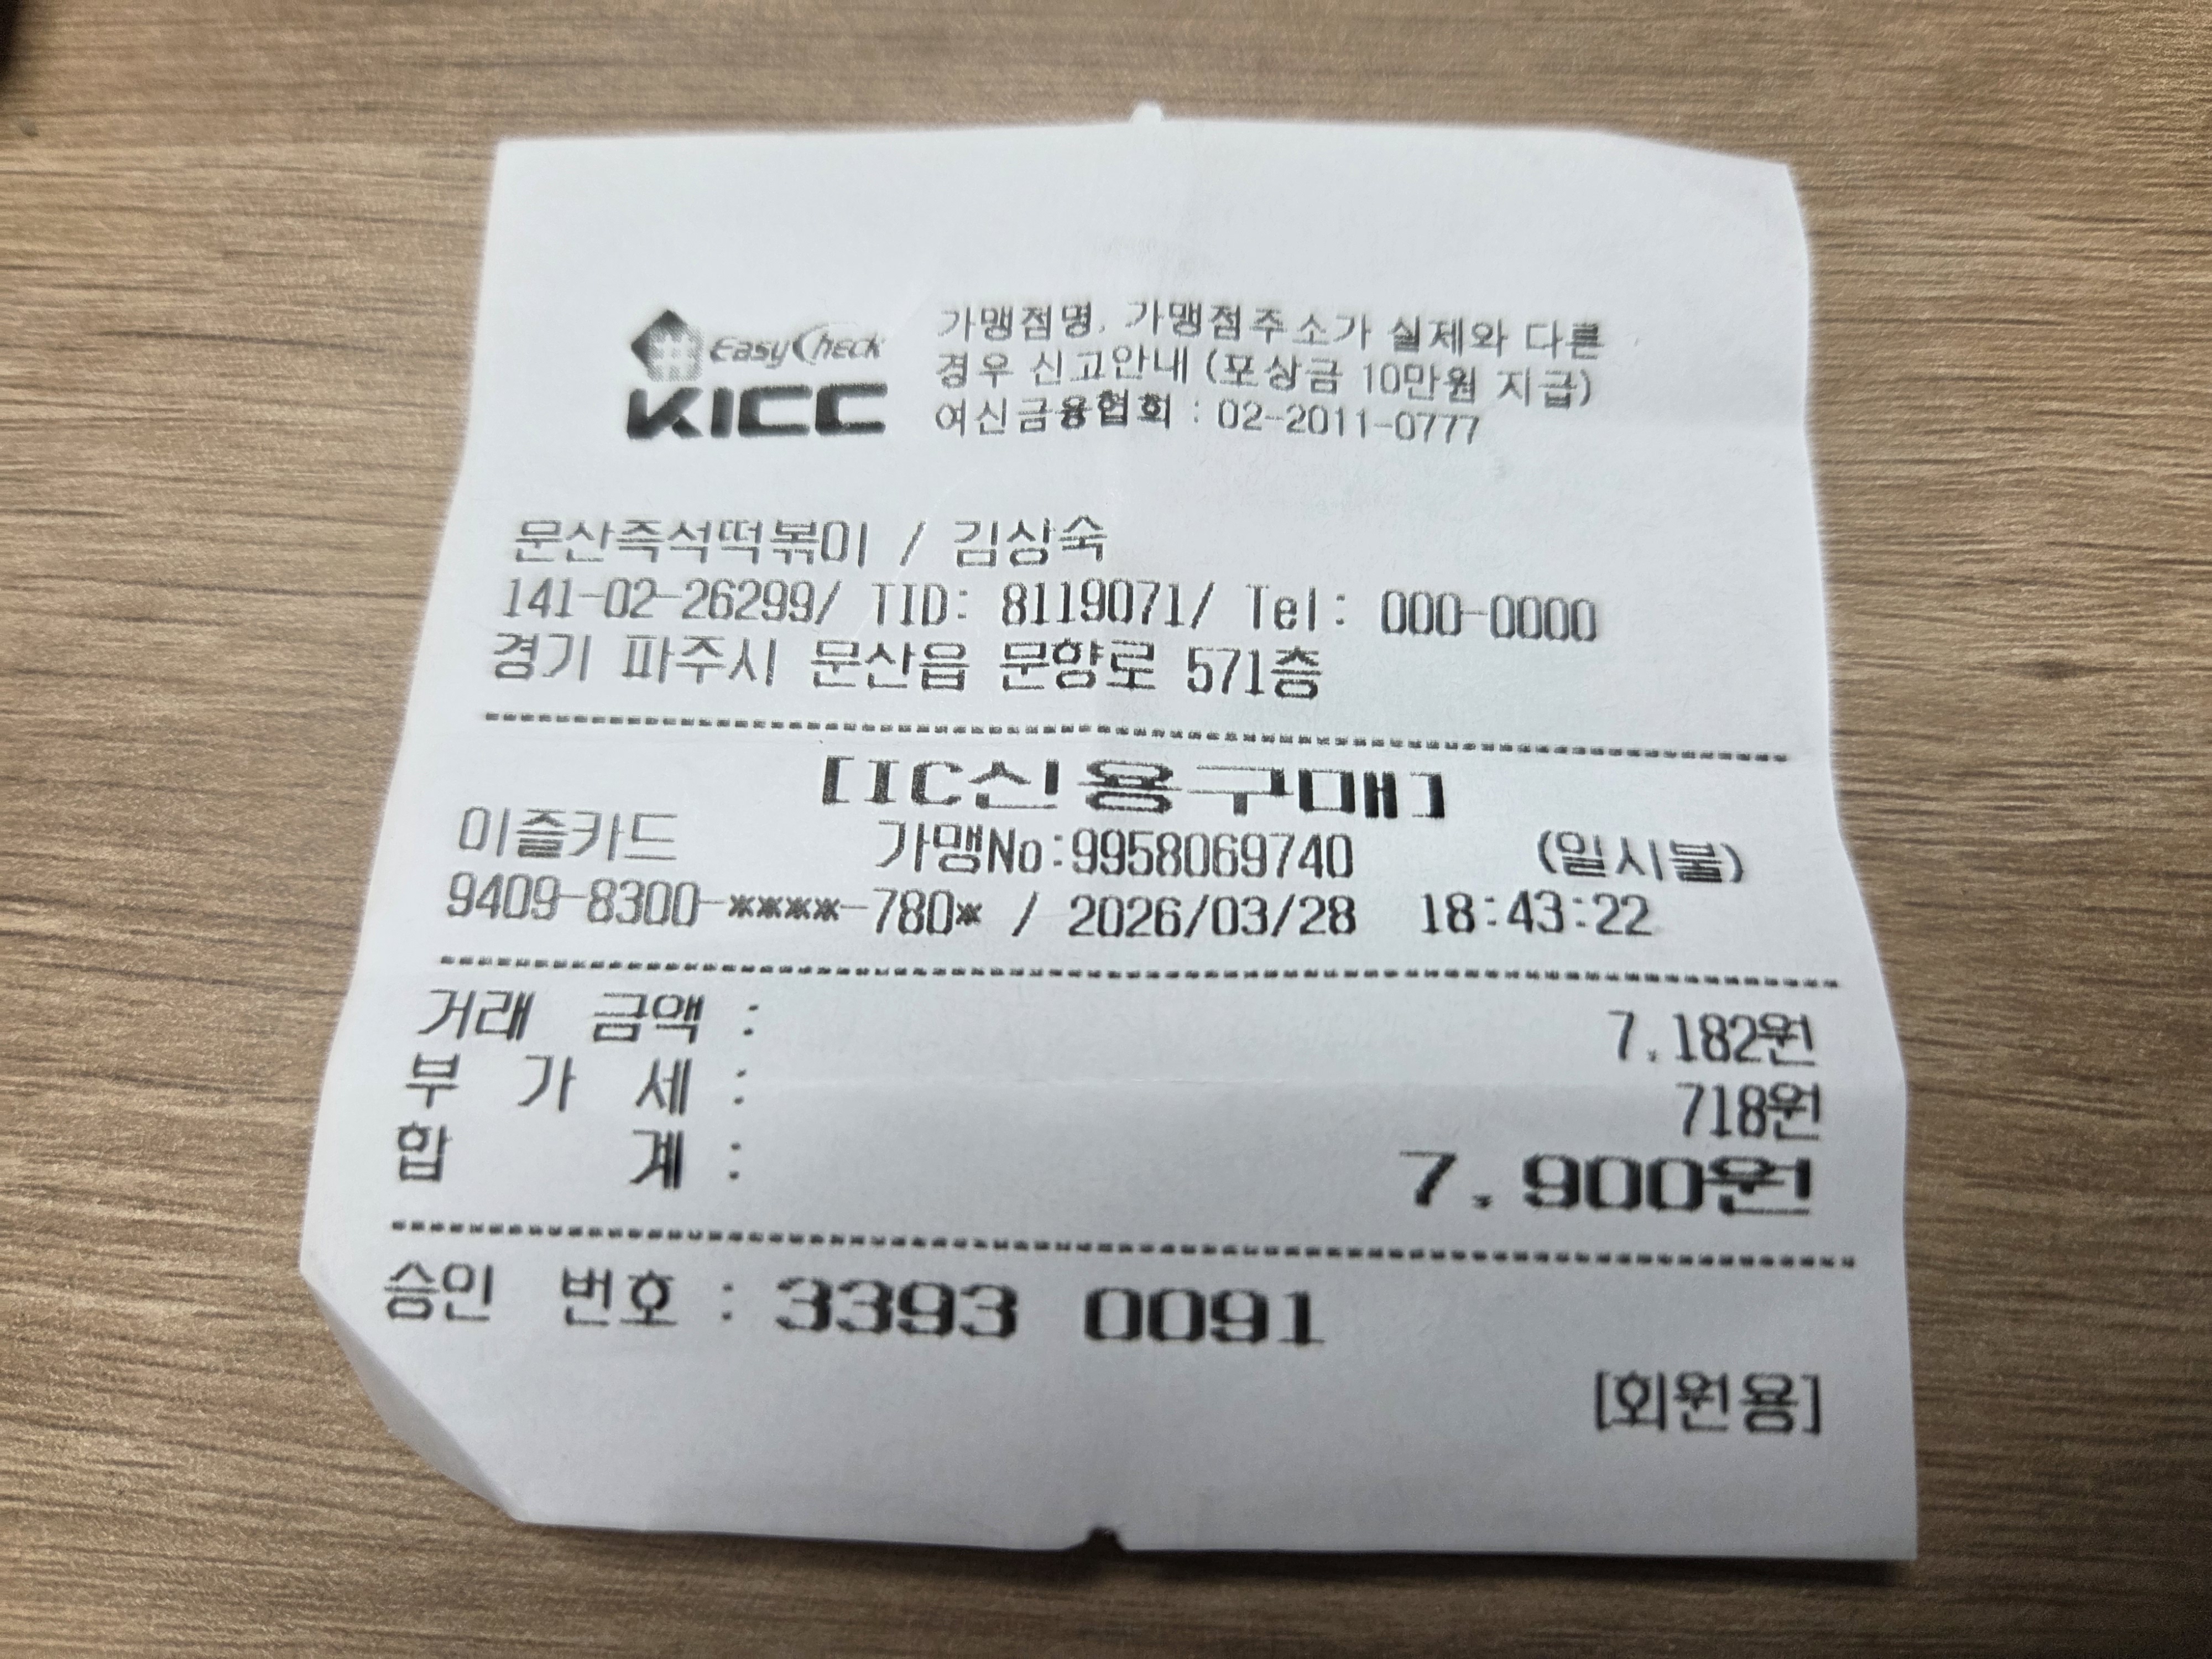 EasyCheck
KICC
가맹점명, 가맹점주소가 실제와 다른
경우 신고안내 (포상금 10만원 지급)
여신금융협회 : 02-2011-0777
문산즉석떡볶이 / 김상숙
141-02-26299/ TID: 8119071/ Tel: 000-0000
경기 파주시 문산읍 문향로 571층
[IC신용구매]
이즐카드 가맹No:9958069740 (일시불)
9409-8300-****-780* / 2026/03/28 18:43:22
거래 금액 : 7,182원
부 가 세 : 718원
합 계 : 7,900원
승인 번호 : 3393 0091
[회원용]